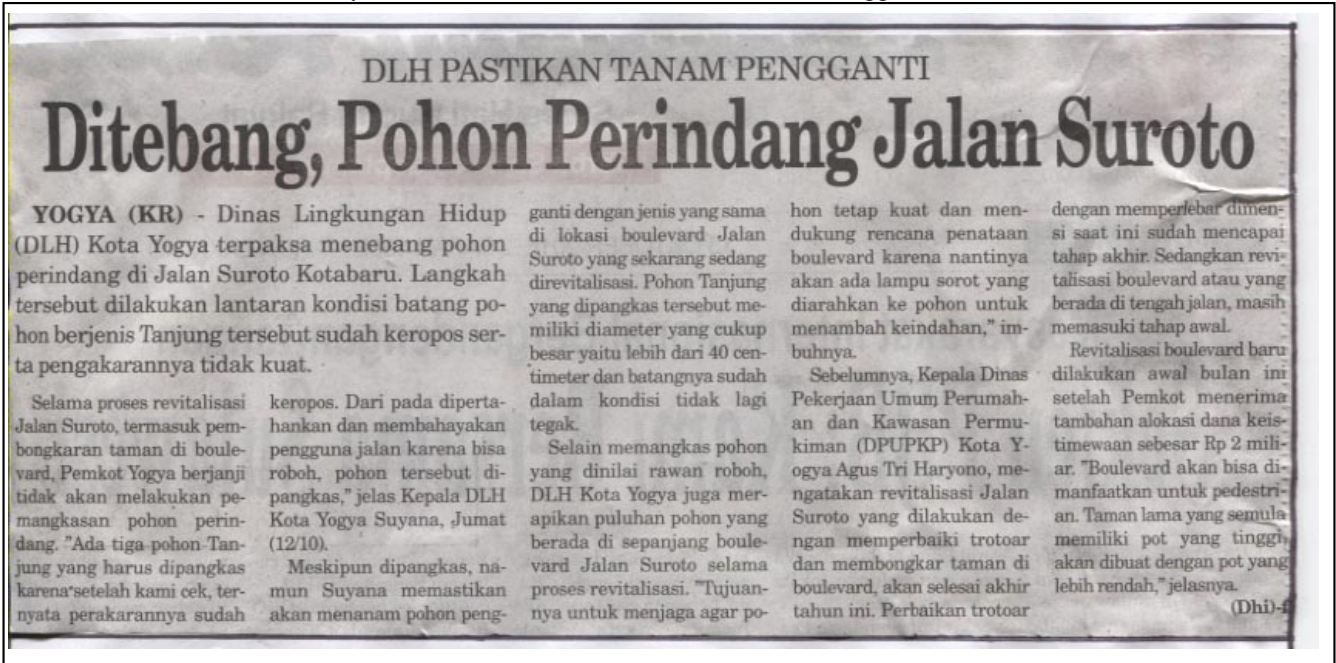 DLH PASTIKAN TANAM PENGGANTI
Ditebang, Pohon Perindang Jalan Suroto
YOGYA (KR) - Dinas Lingkungan Hidup
(DLH) Kota Yogya terpaksa menebang pohon
perindang di Jalan Suroto Kotabaru. Langkah
tersebut dilakukan lantaran kondisi batang po-
hon berjenis Tanjung tersebut sudah keropos ser-
ta pengakarannya tidak kuat.
Selama proses revitalisasi
Jalan Suroto, termasuk pem-
bongkaran taman di boule-
vard, Pemkot Yogya berjanji
tidak akan melakukan pe-
mangkasan pohon perin-
dang. "Ada tiga pohon Tan-
jung yang harus dipangkas
karena setelah kami cek, ter-
nyata perakarannya sudah
keropos. Dari pada diperta-
hankan dan membahayakan
pengguna jalan karena bisa
roboh, pohon tersebut di-
pangkas," jelas Kepala DLH
Kota Yogya Suyana, Jumat
(12/10).
Meskipun dipangkas, na-
mun Suyana memastikan
akan menanam pohon peng-
ganti dengan jenis yang sama
di lokasi boulevard Jalan
Suroto yang sekarang sedang
direvitalisasi. Pohon Tanjung
yang dipangkas tersebut me-
miliki diameter yang cukup
besar yaitu lebih dari 40 cen-
timeter dan batangnya sudah
dalam kondisi tidak lagi
tegak.
Selain memangkas pohon
yang dinilai rawan roboh,
DLH Kota Yogya juga mer-
apikan puluhan pohon yang
berada di sepanjang boule-
vard Jalan Suroto selama
proses revitalisasi. "Tujuan-
nya untuk menjaga agar po-
hon tetap kuat dan men-
dukung rencana penataan
boulevard karena nantinya
akan ada lampu sorot yang
diarahkan ke pohon untuk
menambah keindahan," im-
buhnya.
Sebelumnya, Kepala Dinas
Pekerjaan Umum Perumah-
an dan Kawasan Permu-
kiman (DPUPKP) Kota Y-
ogya Agus Tri Haryono, me-
ngatakan revitalisasi Jalan
Suroto yang dilakukan de-
ngan memperbaiki trotoar
dan membongkar taman di
boulevard, akan selesai akhir
tahun ini. Perbaikan trotoar
dengan memperlebar dimen-
si saat ini sudah mencapai
tahap akhir. Sedangkan revi-
talisasi boulevard atau yang
berada di tengah jalan, masih
memasuki tahap awal.
Revitalisasi boulevard baru
dilakukan awal bulan ini
setelah Pemkot menerima
tambahan alokasi dana keis-
timewaan sebesar Rp 2 mili-
ar. "Boulevard akan bisa di-
manfaatkan untuk pedestri-
an. Taman lama yang semula
memiliki pot yang tinggi,
akan dibuat dengan pot yang
lebih rendah," jelasnya.
(Dhi)-f